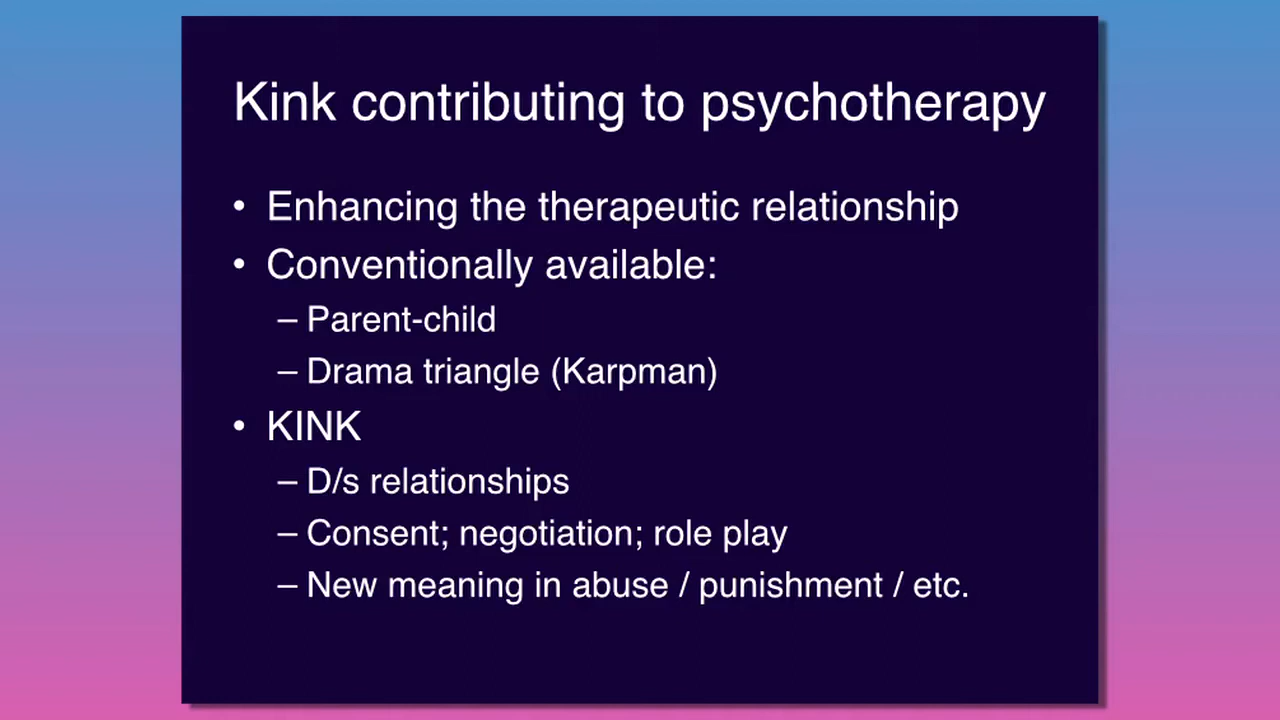 Kink contributing to psychotherapy
• Enhancing the therapeutic relationship
• Conventionally available:
– Parent-child
– Drama triangle (Karpman)
• KINK
– D/s relationships
– Consent; negotiation; role play
– New meaning in abuse / punishment / etc.